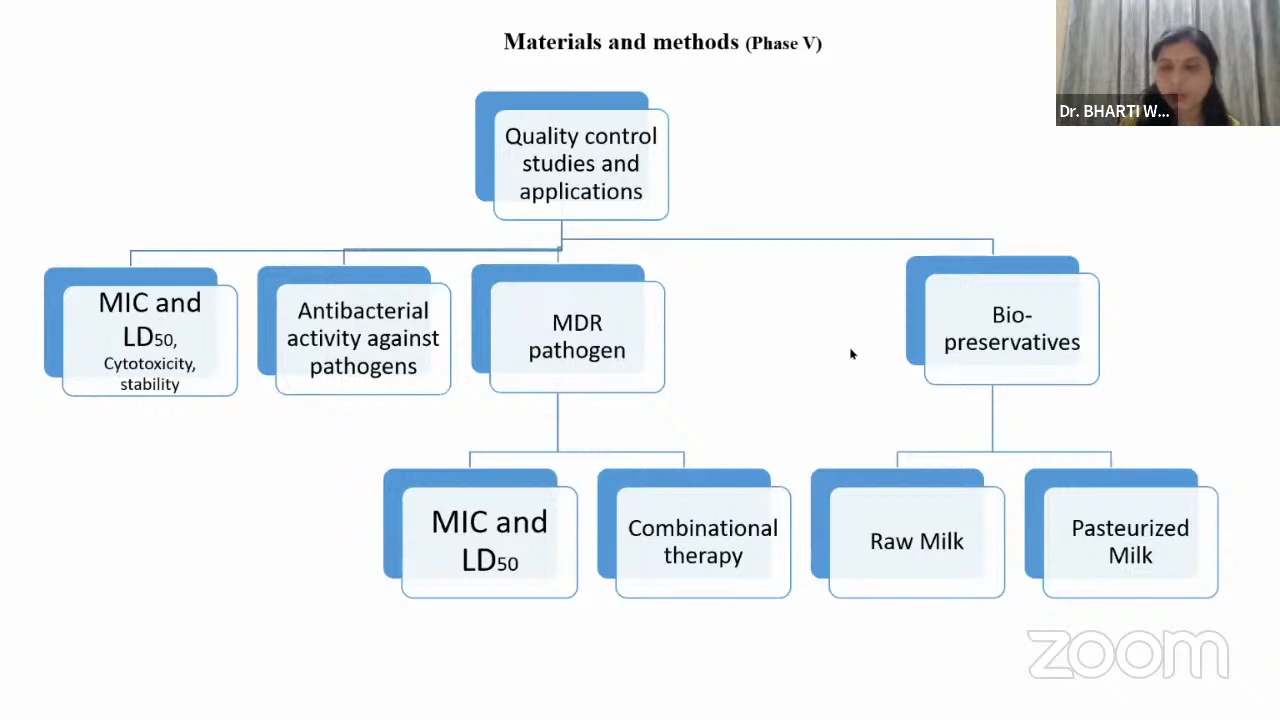 Materials and methods (Phase V)
Dr. BHARTI W...
Quality control
studies and
applications
MIC and
LD50,
Cytotoxicity,
stability
Antibacterial
activity against
pathogens
MDR
pathogen
Bio-
preservatives
MIC and
LD50
Combinational
therapy
Raw Milk
Pasteurized
Milk
zoom